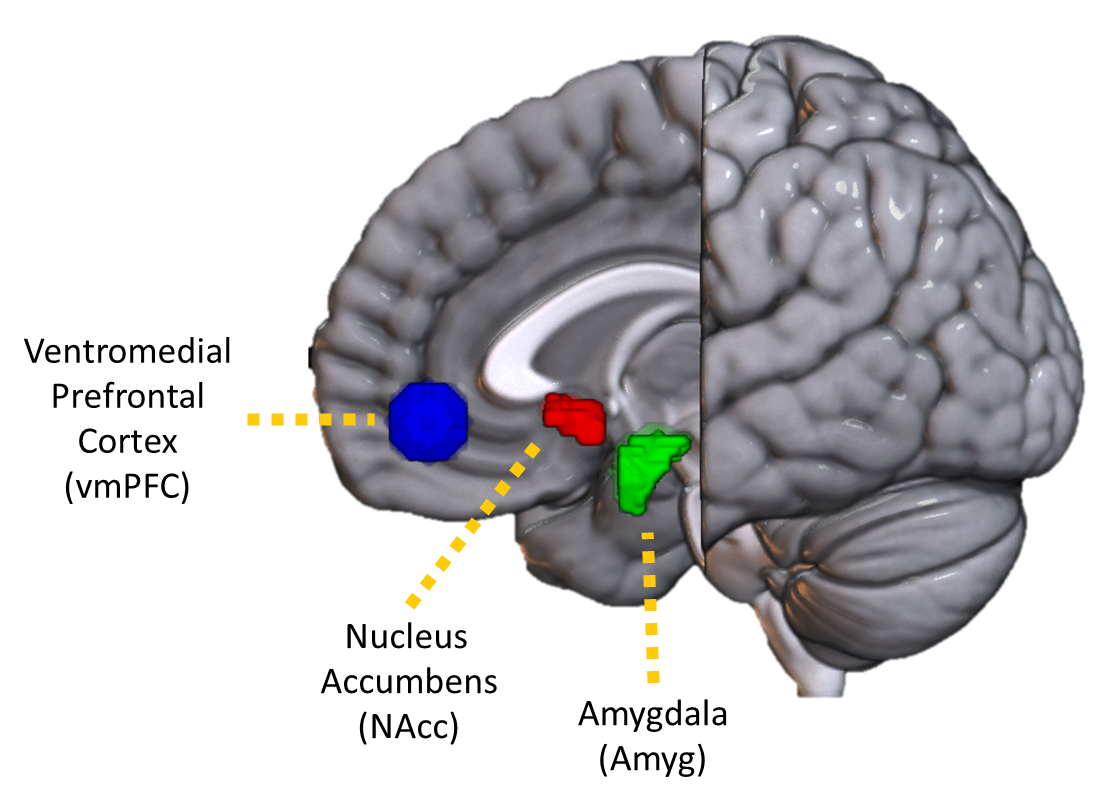 Ventromedial
Prefrontal
Cortex
(vmPFC)
Nucleus
Accumbens
(NAcc)
Amygdala
(Amyg)